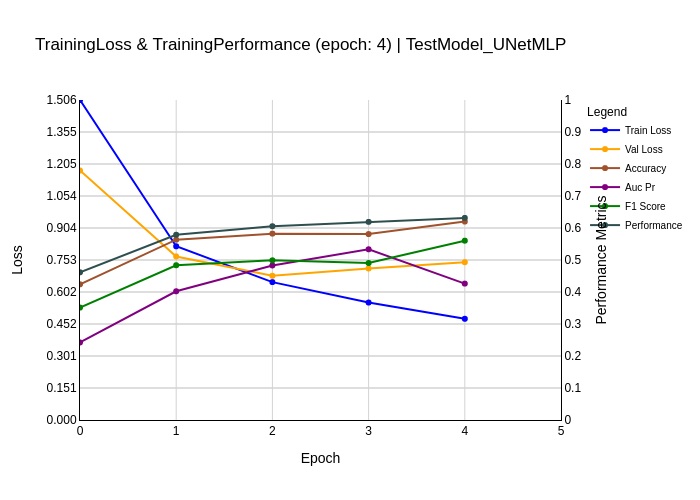 TrainingLoss & TrainingPerformance (epoch: 4) | TestModel_UNetMLP
1.506
1.355
1.205
1.054
0.904
0.753
0.602
0.452
0.301
0.151
0.000
Loss
0
1
2
3
4
5
Epoch
1
0.9
0.8
0.7
0.6
0.5
0.4
0.3
0.2
0.1
0
Performance Metrics
Legend
Train Loss
Val Loss
Accuracy
Auc Pr
F1 Score
Performance